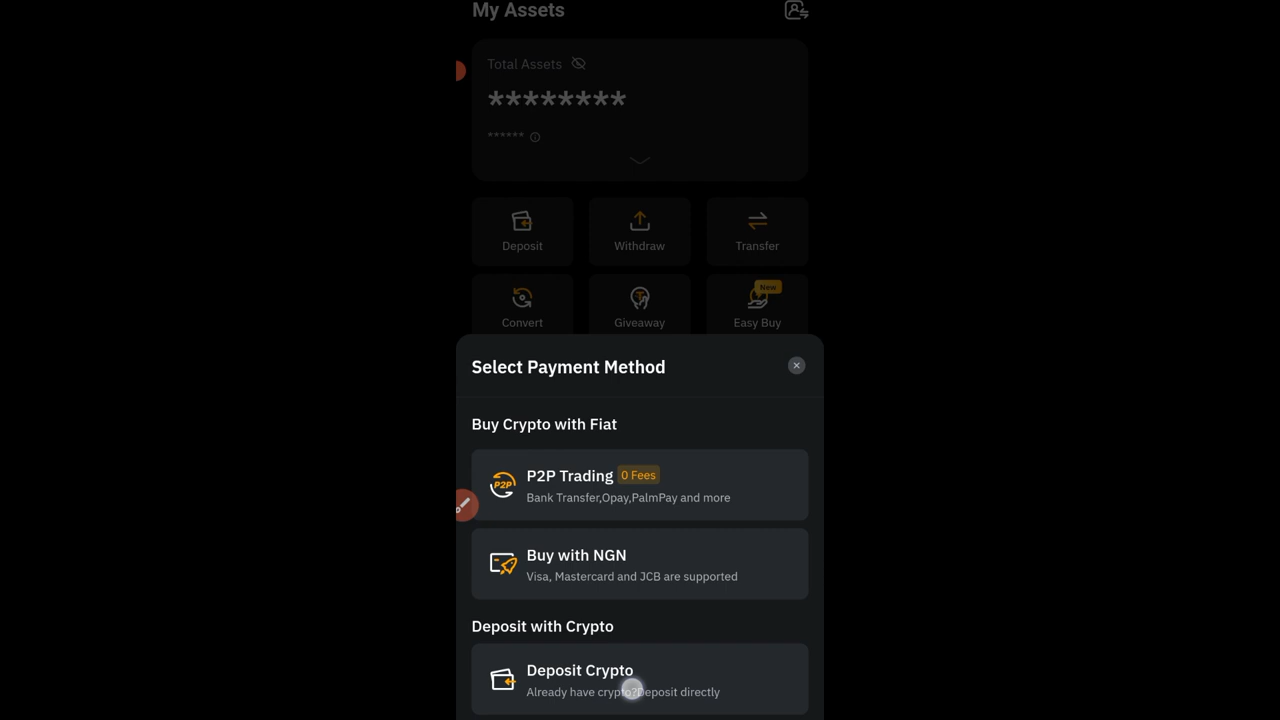 My Assets
Total Assets
********
******
Deposit
Withdraw
Transfer
New
Convert
Giveaway
Easy Buy
Select Payment Method
Buy Crypto with Fiat
P2P
P2P Trading 0 Fees
Bank Transfer,Opay,PalmPay and more
Buy with NGN
Visa, Mastercard and JCB are supported
Deposit with Crypto
Deposit Crypto
Already have crypto?Deposit directly